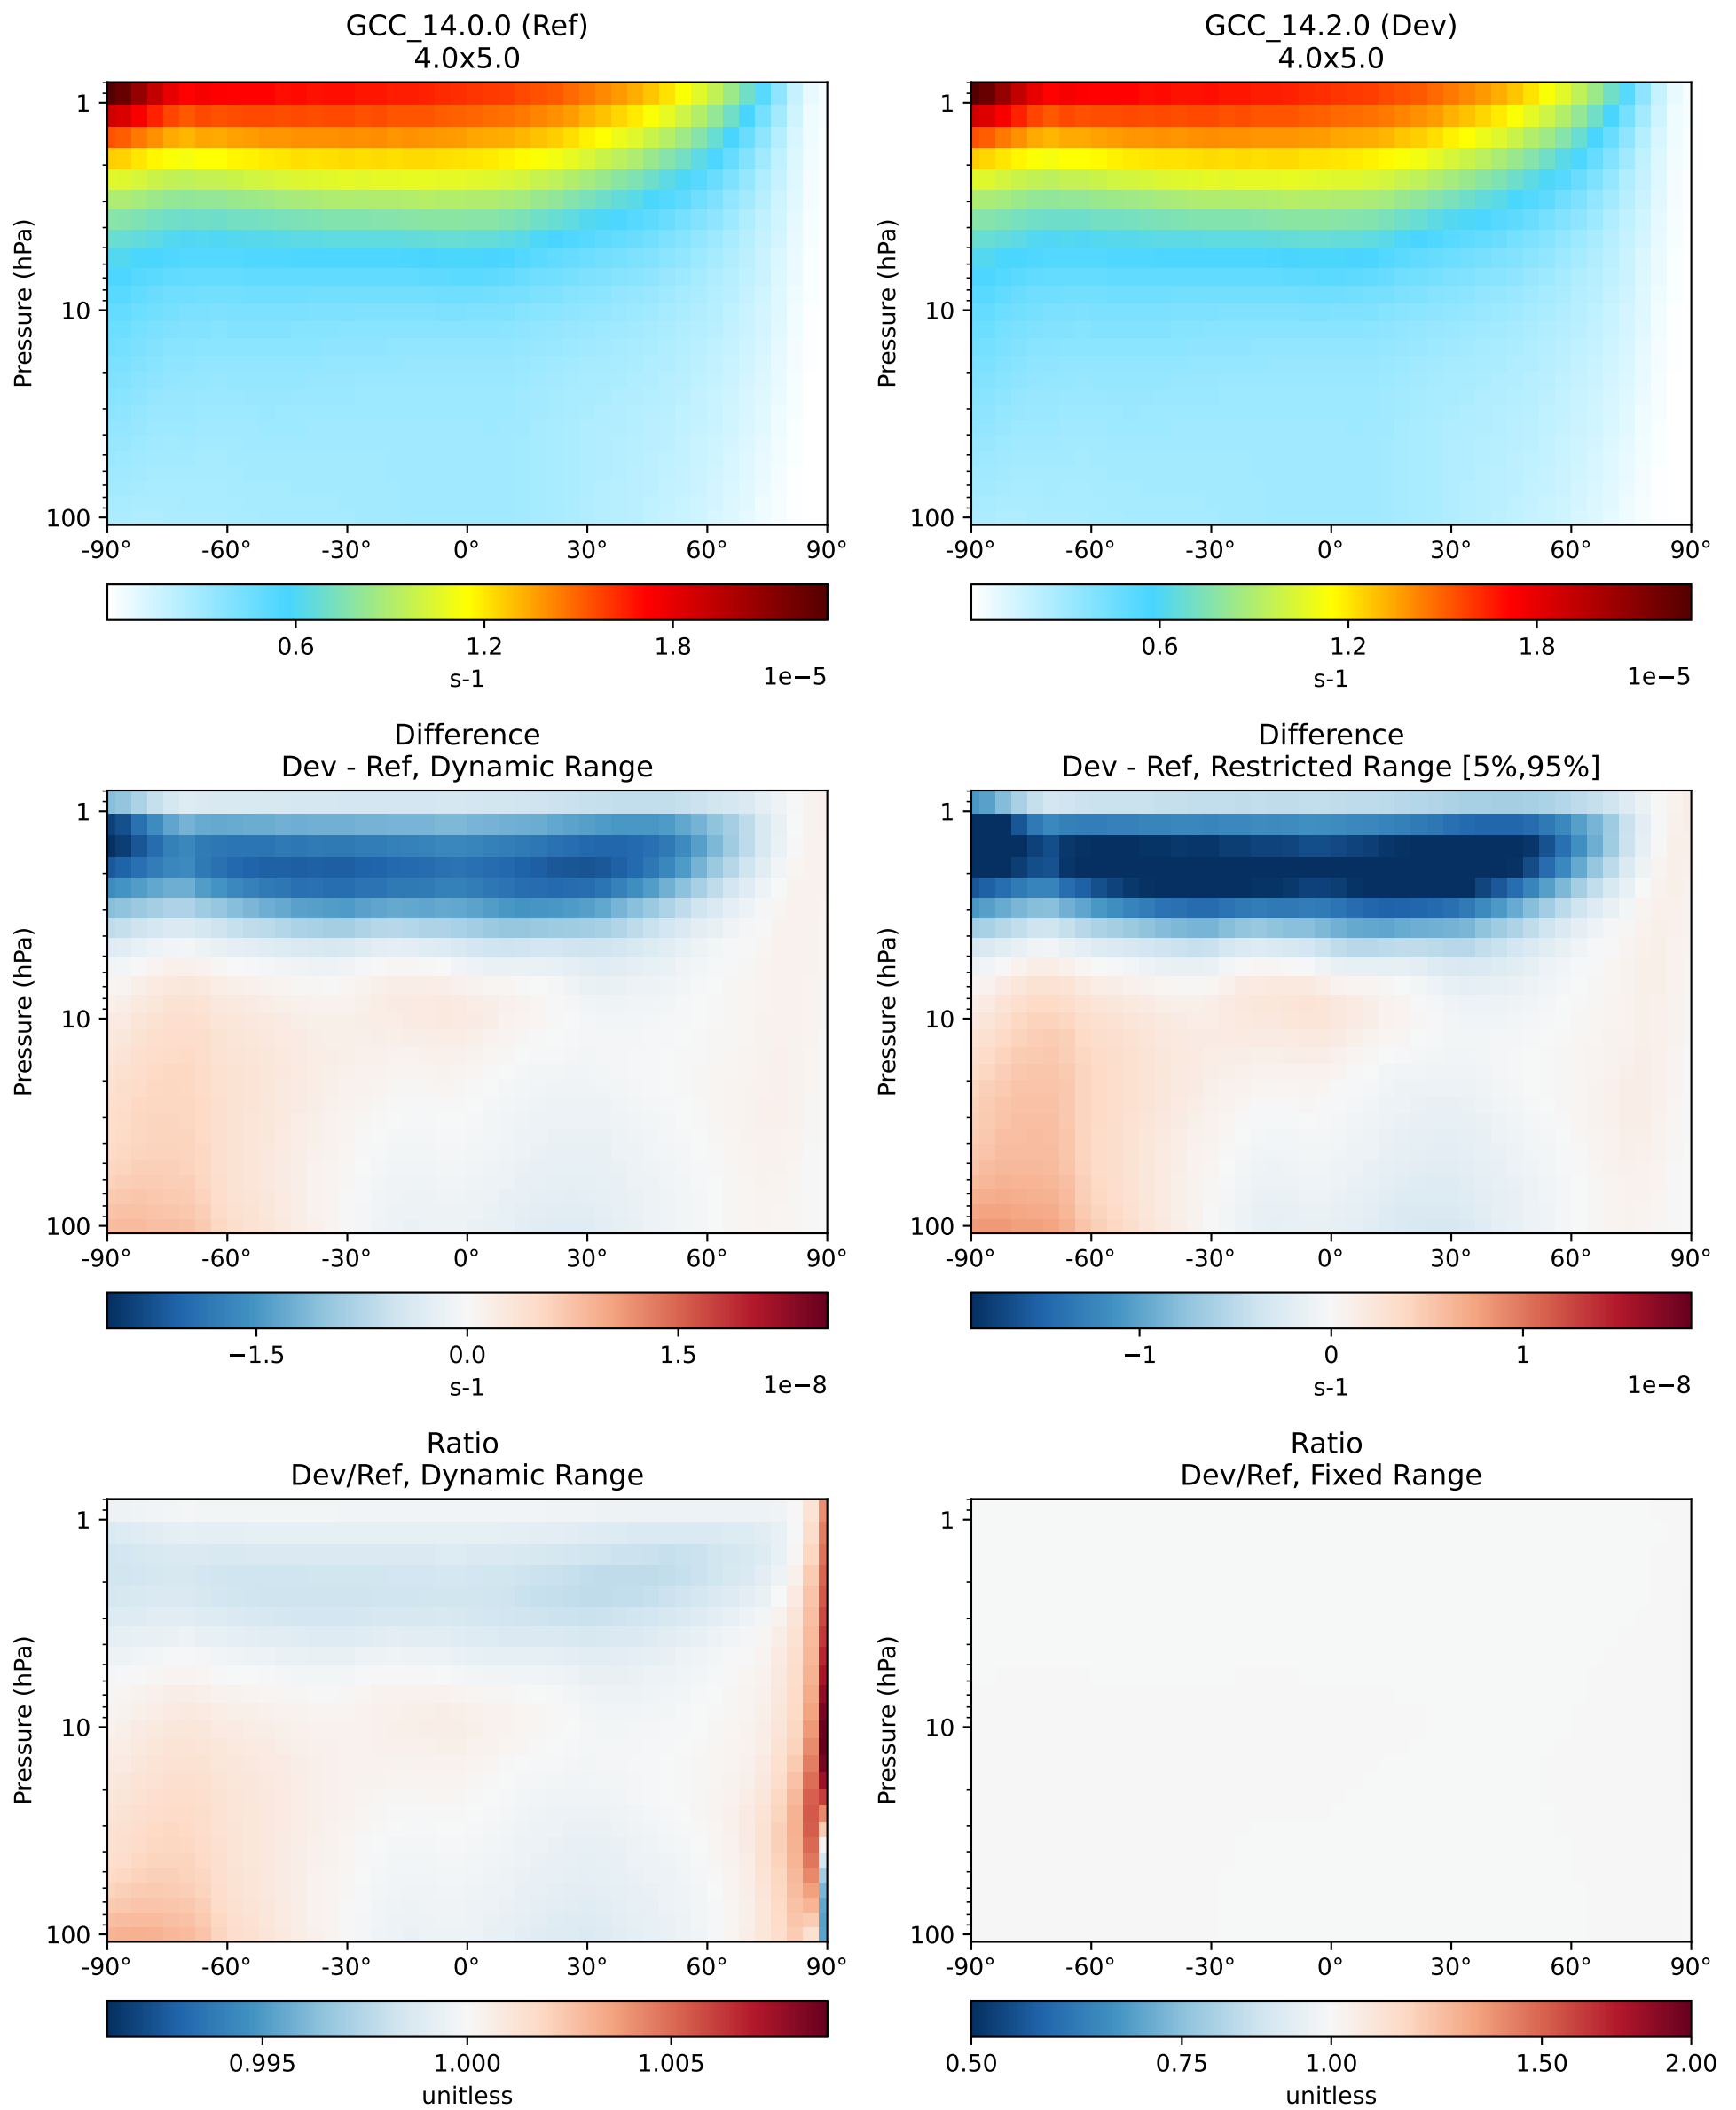 GCC_14.0.0 (Ref)
4.0x5.0
Pressure (hPa)
1
10
100
-90° -60° -30° 0° 30° 60° 90°
0.6 1.2 1.8
s-1
1e−5
GCC_14.2.0 (Dev)
4.0x5.0
Pressure (hPa)
1
10
100
-90° -60° -30° 0° 30° 60° 90°
0.6 1.2 1.8
s-1
1e−5
Difference
Dev - Ref, Dynamic Range
Pressure (hPa)
1
10
100
-90° -60° -30° 0° 30° 60° 90°
−1.5 0.0 1.5
s-1
1e−8
Difference
Dev - Ref, Restricted Range [5%,95%]
Pressure (hPa)
1
10
100
-90° -60° -30° 0° 30° 60° 90°
−1 0 1
s-1
1e−8
Ratio
Dev/Ref, Dynamic Range
Pressure (hPa)
1
10
100
-90° -60° -30° 0° 30° 60° 90°
0.995 1.000 1.005
unitless
Ratio
Dev/Ref, Fixed Range
Pressure (hPa)
1
10
100
-90° -60° -30° 0° 30° 60° 90°
0.50 0.75 1.00 1.50 2.00
unitless